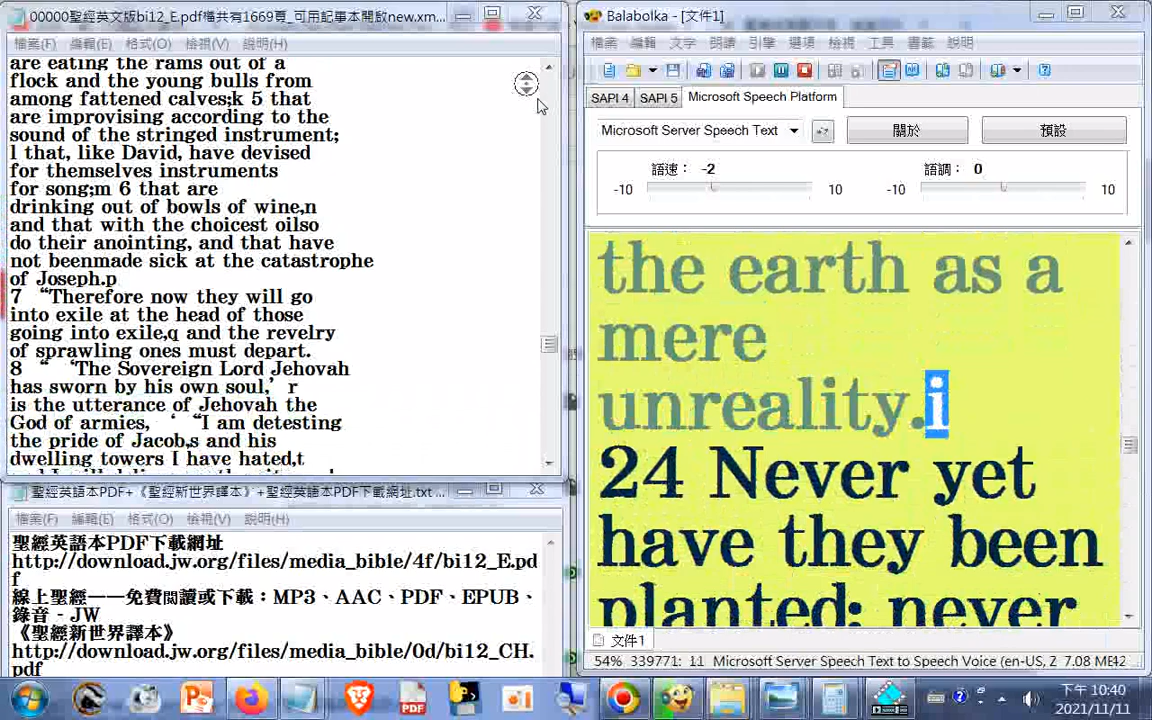 00000聖經英文版bi12_E.pdf檔共有1669頁_可用記事本開啟new.xm...
檔案(F) 編輯(E) 格式(O) 檢視(V) 說明(H)
are eating the rams out of a
flock and the young bulls from
among fattened calves;k 5 that
are improvising according to the
sound of the stringed instrument;
l that, like David, have devised
for themselves instruments
for song;m 6 that are
drinking out of bowls of wine,n
and that with the choicest oilso
do their anointing, and that have
not beenmade sick at the catastrophe
of Joseph.p
7 “Therefore now they will go
into exile at the head of those
going into exile,q and the revelry
of sprawling ones must depart.
8 “ ‘The Sovereign Lord Jehovah
has sworn by his own soul,’ r
is the utterance of Jehovah the
God of armies, ‘ “I am detesting
the pride of Jacob,s and his
dwelling towers I have hated,t
聖經英語本PDF+《聖經新世界譯本》+聖經英語本PDF下載網址.txt ...
檔案(F) 編輯(E) 格式(O) 檢視(V) 說明(H)
聖經英語本PDF下載網址
http://download.jw.org/files/media_bible/4f/bi12_E.pd
f
線上聖經——免費閱讀或下載：MP3、AAC、PDF、EPUB、
錄音 - JW
《聖經新世界譯本》
http://download.jw.org/files/media_bible/0d/bi12_CH.
pdf
Balabolka - [文件1]
檔案 編輯 文字 朗讀 引擎 選項 檢視 工具 書籤 說明
SAPI 4 SAPI 5 Microsoft Speech Platform
Microsoft Server Speech Text 關於 預設
語速： -2 語調： 0
-10 10 -10 10
the earth as a
mere
unreality.i
24 Never yet
have they been
planted; never
文件1
54% 339771: 11 Microsoft Server Speech Text to Speech Voice (en-US, Z 7.08 ME42
下午 10:40
2021/11/11